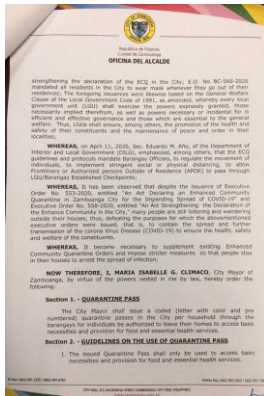 Republika de Filipinas
Ciudad de Zamboanga
OFICINA DEL ALCALDE
strengthening the declaration of the ECQ in the City; E.O. No. BC-560-2020
mandated all residents in the City to wear mask whenever they go out of their
residences; The foregoing issuances were likewise based on the General Welfare
Clause of the Local Government Code of 1991, as amended, whereby every local
government unit (LGU) shall exercise the powers expressly granted, those
necessarily implied therefrom, as well as powers necessary or incidental for is
efficient and effective governance and those which are essential to the general
welfare. Thus, LGUs shall ensure, among others, the promotion of the health and
safety of their constituents and the maintenance of peace and order in their
localities;
WHEREAS, on April 11, 2020, Sec. Eduardo M. Año, of the Department of
Interior and Local Government (DILG), emphasized, among others, that the ECQ
guidelines and protocols mandate Barangay Officials, to regulate the movement of
individuals, to implement stringent social or physical distancing, to allow
Frontliners or Authorised persons Outside of Residence (APOR) to pass through
LGU/Barangay Established Checkpoints;
WHEREAS, it has been observed that despite the issuance of Executive
Order No. 553-2020, entitled "An Act Declaring an Enhanced Community
Quarantine in Zamboanga City for the Impending Spread of COVID-19" and
Executive Order No. 558-2020, entitled "An Act Strengthening the Declaration of
the Enhance Community in the City," many people are still loitering and wandering
outside their houses, thus, defeating the purposes for which the abovementioned
executive orders were issued, that is, to contain the spread and further
transmission of the corona Virus Disease (COVID-19) to ensure the health, safety
and welfare of the constituents.
WHEREAS, It become necessary to supplement existing Enhanced
Community Quarantine Orders and impose stricter measures so that people stay
in their houses to arrest the spread of infection;
NOW THEREFORE, I, MARIA ISABELLE G. CLIMACO, City Mayor of
Zamboanga, by virtue of the powers vested in me by law, hereby order the
following:
Section 1. - QUARANTINE PASS
The City Mayor shall issue a coded (letter with color and pre
numbered) quarantine passes in the City per household through the
barangays for individuals be authorized to leave their homes to access basic
necessities and provision for food and essential health services.
Section 2. - GUIDELINES ON THE USE OF QUARANTINE PASS
1. The issued Quarantine Pass shall only be used to access basic
necessities and provision for food and essential health services.